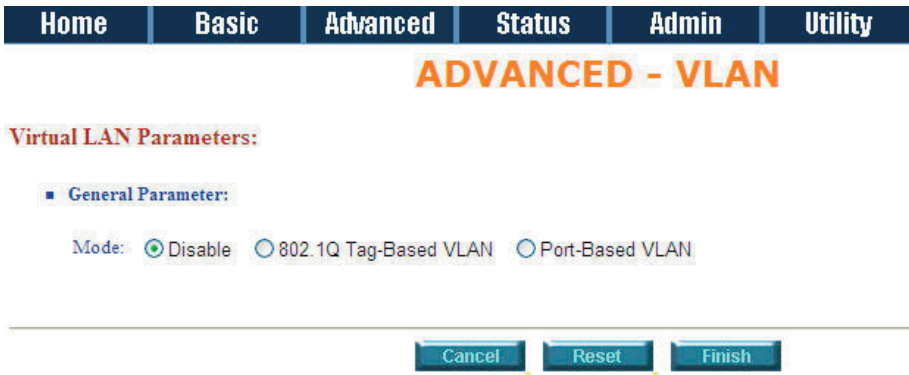 Home Basic Advanced Status Admin Utility
ADVANCED - VLAN
Virtual LAN Parameters:
General Parameter:
Mode: Disable 802.1Q Tag-Based VLAN Port-Based VLAN
Cancel Reset Finish